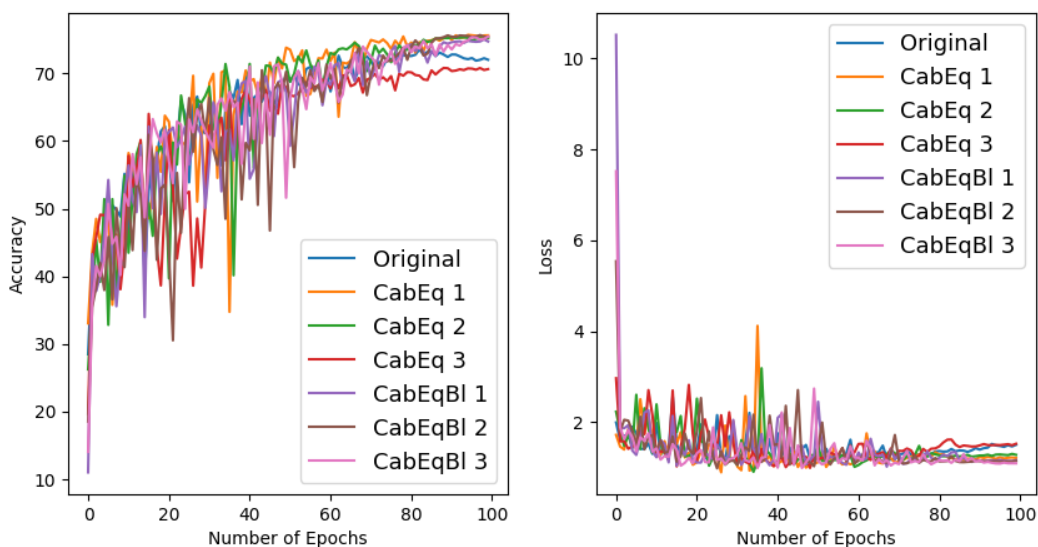 70
60
50
40
30
20
10
Accuracy
0
20
40
60
80
100
Number of Epochs
Original
CabEq 1
CabEq 2
CabEq 3
CabEqBl 1
CabEqBl 2
CabEqBl 3
10
8
6
4
2
Loss
0
20
40
60
80
100
Number of Epochs
Original
CabEq 1
CabEq 2
CabEq 3
CabEqBl 1
CabEqBl 2
CabEqBl 3